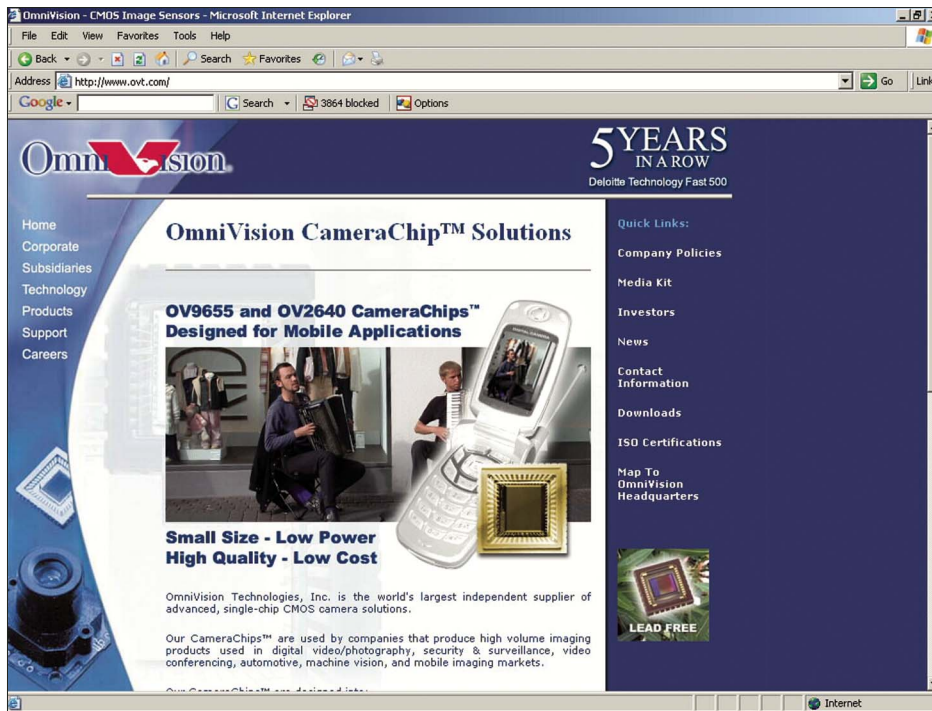 OmniVision - CMOS Image Sensors - Microsoft Internet Explorer
File Edit View Favorites Tools Help
Back Search Favorites
Address http://www.ovt.com/ Go Link
Google Search 3864 blocked Options
OmniVision
5 YEARS
IN A ROW
Deloitte Technology Fast 500
Home
Corporate
Subsidiaries
Technology
Products
Support
Careers
OmniVision CameraChip™ Solutions
OV9655 and OV2640 CameraChips™
Designed for Mobile Applications
Small Size - Low Power
High Quality - Low Cost
OmniVision Technologies, Inc. is the world's largest independent supplier of
advanced, single-chip CMOS camera solutions.
Our CameraChips™ are used by companies that produce high volume imaging
products used in digital video/photography, security & surveillance, video
conferencing, automotive, machine vision, and mobile imaging markets.
Our CameraChips™ are designed into:
Quick Links:
Company Policies
Media Kit
Investors
News
Contact
Information
Downloads
ISO Certifications
Map To
OmniVision
Headquarters
LEAD FREE
Internet